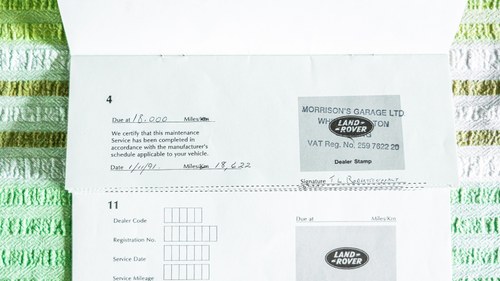 4
Due at 18,000 Miles/Km
We certify that this maintenance
Service has been completed in
accordance with the manufacturer's
schedule applicable to your vehicle.
Date 1/11/91 Miles/Km 18,622
MORRISON'S GARAGE LTD
LAND-
ROVER
VAT Reg. No. 259 7622 20
Dealer Stamp
Signature
11
Dealer Code
Registration No.
Service Date
Service Mileage
Due at Miles/Km
LAND-
ROVER